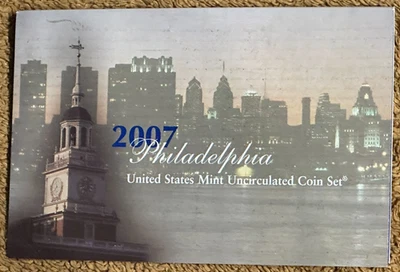 2007
Philadelphia
United States Mint Uncirculated Coin Set®